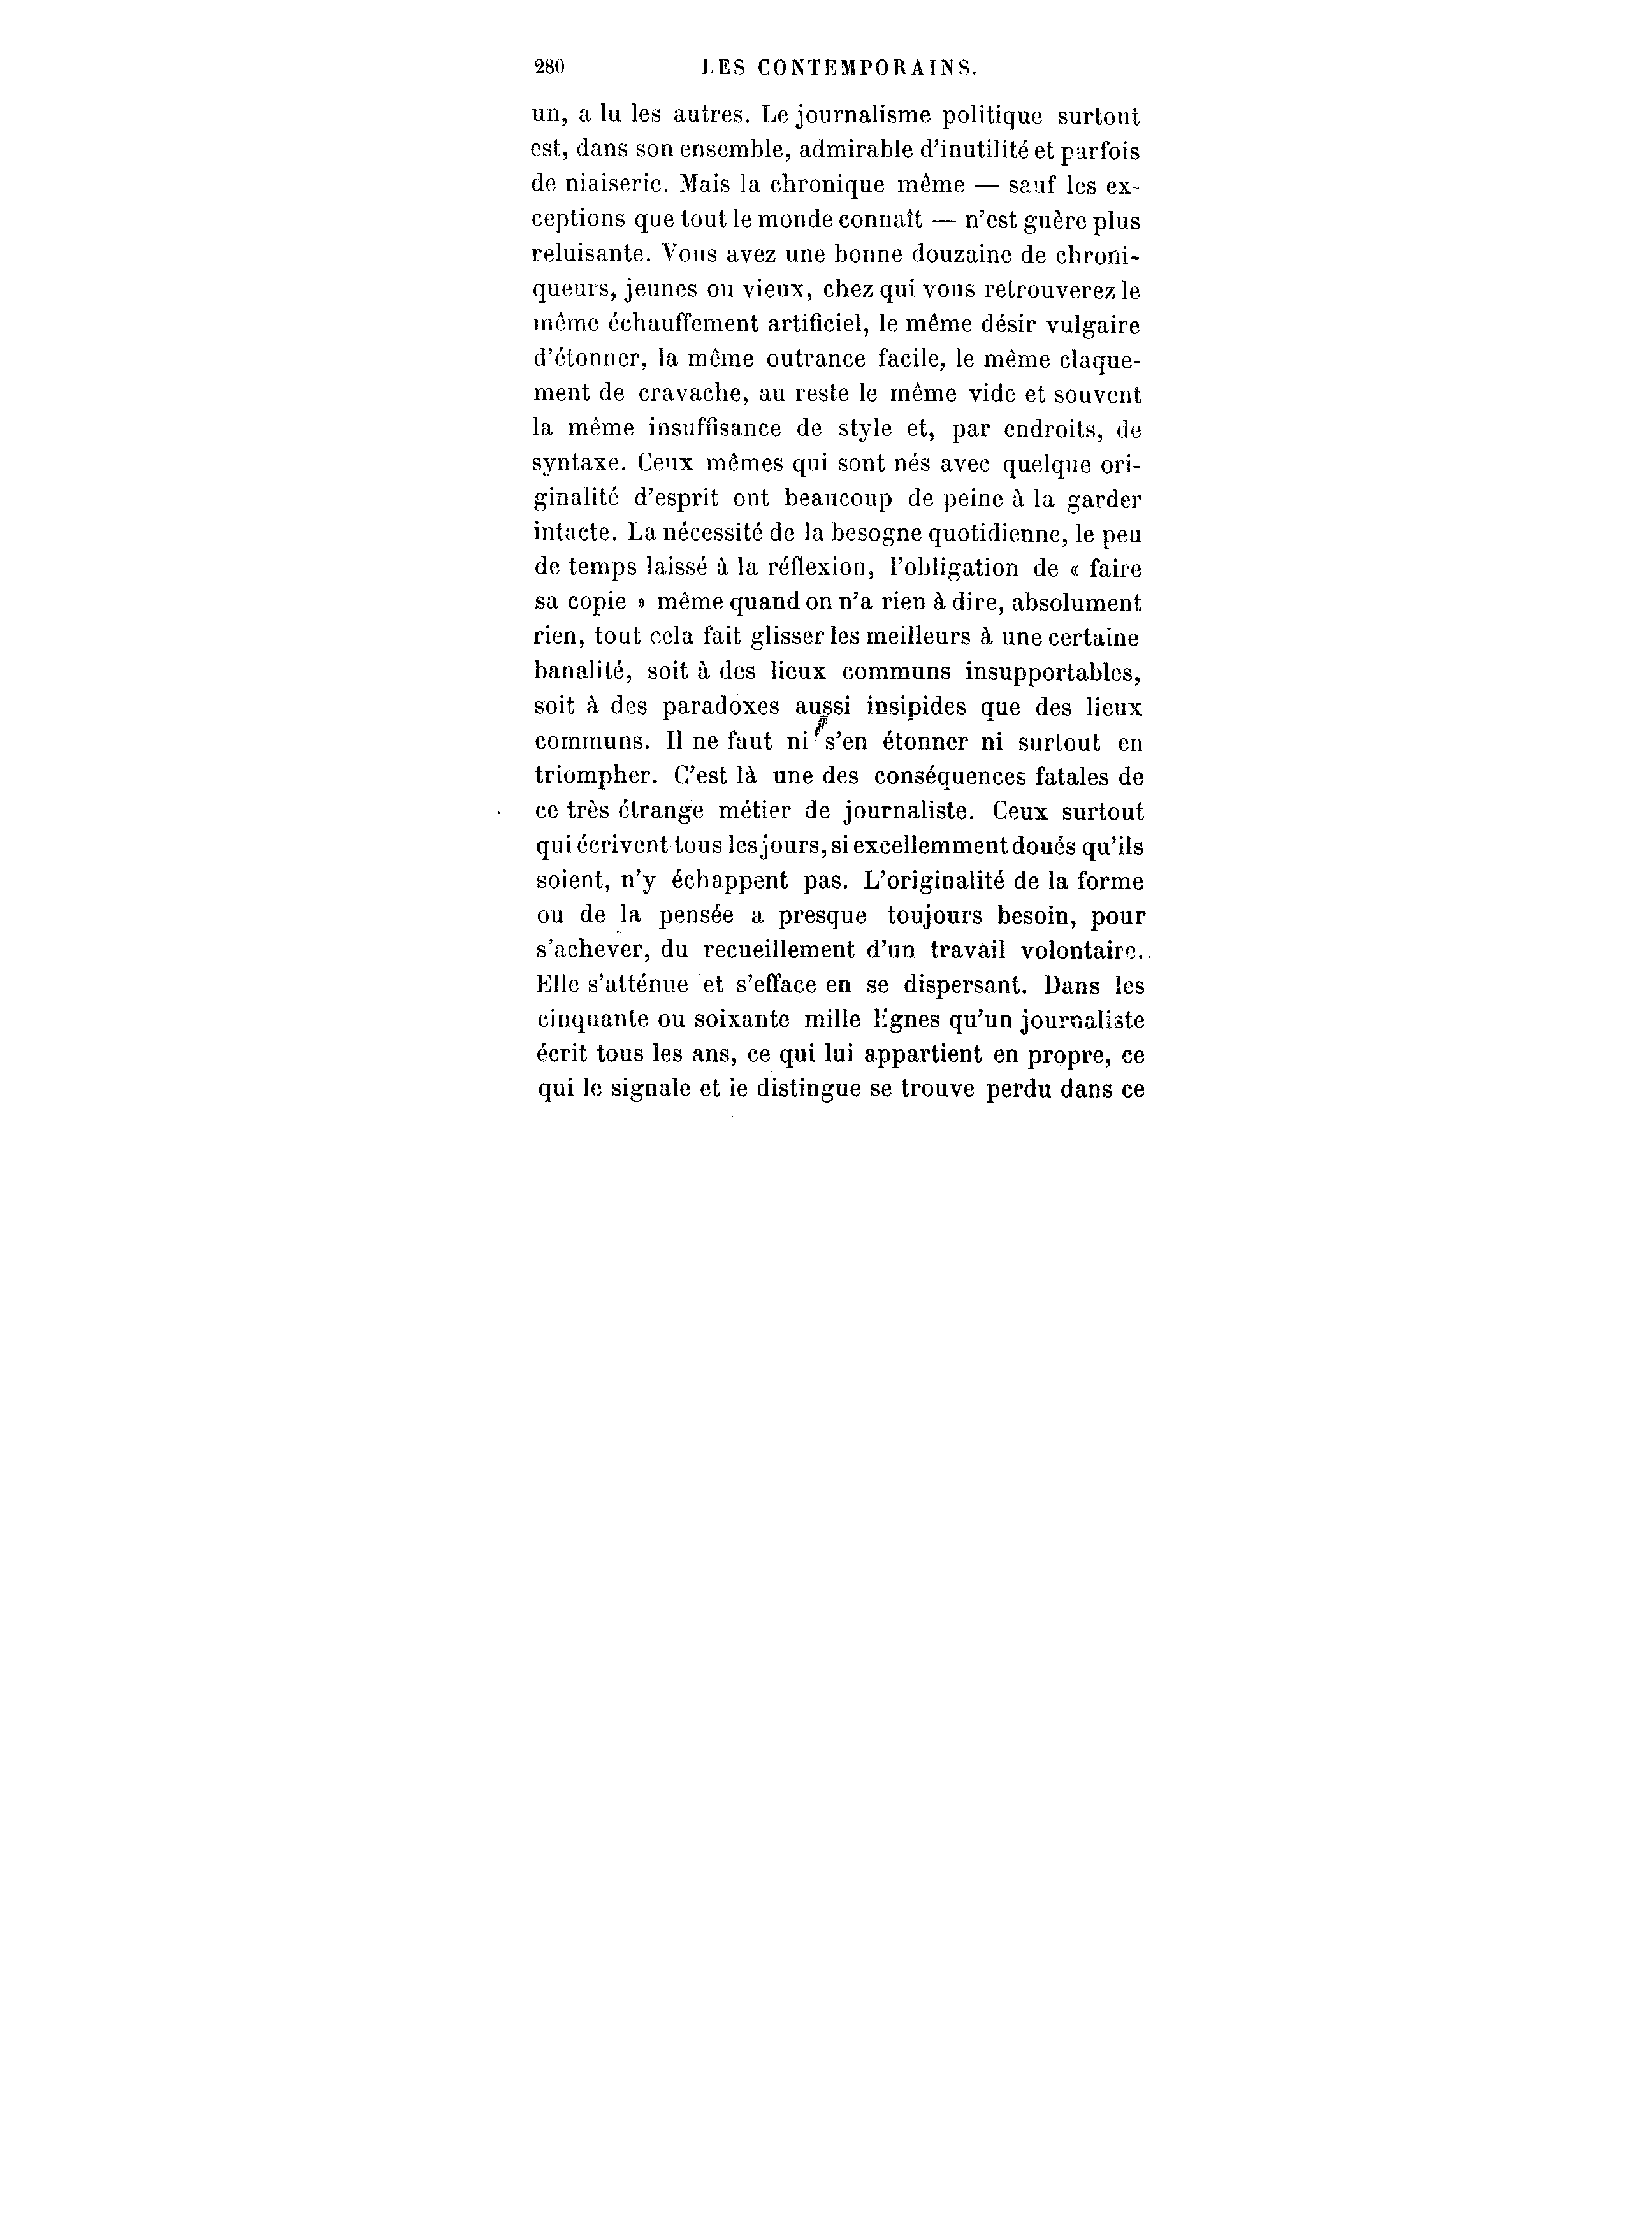 280 LES CONTEMPORAINS.
un, a lu les autres. Le journalisme politique surtout
est, dans son ensemble, admirable d'inutilité et parfois
de niaiserie. Mais la chronique même — sauf les ex-
ceptions que tout le monde connaît — n'est guère plus
reluisante. Vous avez une bonne douzaine de chroni-
queurs, jeunes ou vieux, chez qui vous retrouverez le
même échauffement artificiel, le même désir vulgaire
d'étonner, la même outrance facile, le même claque-
ment de cravache, au reste le même vide et souvent
la même insuffisance de style et, par endroits, de
syntaxe. Ceux mêmes qui sont nés avec quelque ori-
ginalité d'esprit ont beaucoup de peine à la garder
intacte. La nécessité de la besogne quotidienne, le peu
de temps laissé à la réflexion, l'obligation de « faire
sa copie » même quand on n'a rien à dire, absolument
rien, tout cela fait glisser les meilleurs à une certaine
banalité, soit à des lieux communs insupportables,
soit à des paradoxes aussi insipides que des lieux
communs. Il ne faut ni s'en étonner ni surtout en
triompher. C'est là une des conséquences fatales de
ce très étrange métier de journaliste. Ceux surtout
qui écrivent tous les jours, si excellemment doués qu'ils
soient, n'y échappent pas. L'originalité de la forme
ou de la pensée a presque toujours besoin, pour
s'achever, du recueillement d'un travail volontaire.
Elle s'atténue et s'efface en se dispersant. Dans les
cinquante ou soixante mille lignes qu'un journaliste
écrit tous les ans, ce qui lui appartient en propre, ce
qui le signale et le distingue se trouve perdu dans ce